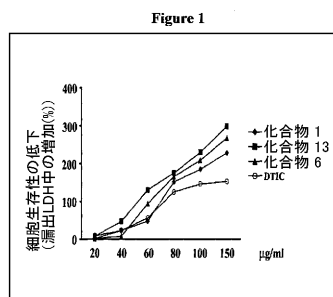 Figure 1
細胞生存性の低下
(漏出LDH中の増加(%))
400
300
200
100
0
20 40 60 80 100 150 μg/ml
化合物 1
化合物 13
化合物 6
DTIC